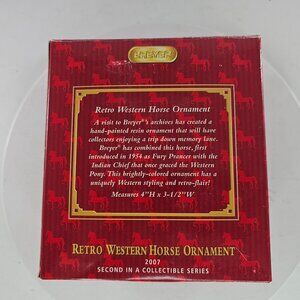 BREYER
Retro Western Horse Ornament
A visit to Breyer®'s archives has created a
hand-painted resin ornament that will have
collectors enjoying a trip down memory lane.
Breyer® has combined this horse, first
introduced in 1954 as Fury Prancer with the
Indian Chief that once graced the Western
Pony. This brightly-colored ornament has a
uniquely Western styling and retro-flair!
Measures 4"H x 3-1/2"W
RETRO WESTERN HORSE ORNAMENT
2007
SECOND IN A COLLECTIBLE SERIES